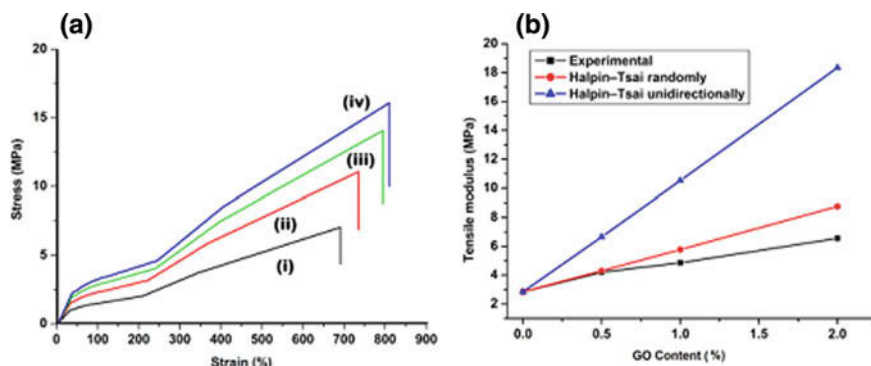 (a)
20
15
10
5
0
Stress (MPa)
(iv)
(iii)
(ii)
(i)
0 100 200 300 400 500 600 700 800 900
Strain (%)
(b)
20
18
16
14
12
10
8
6
4
2
Tensile modulus (MPa)
Experimental
Halpin–Tsai randomly
Halpin–Tsai unidirectionally
0.0 0.5 1.0 1.5 2.0
GO Content (%)